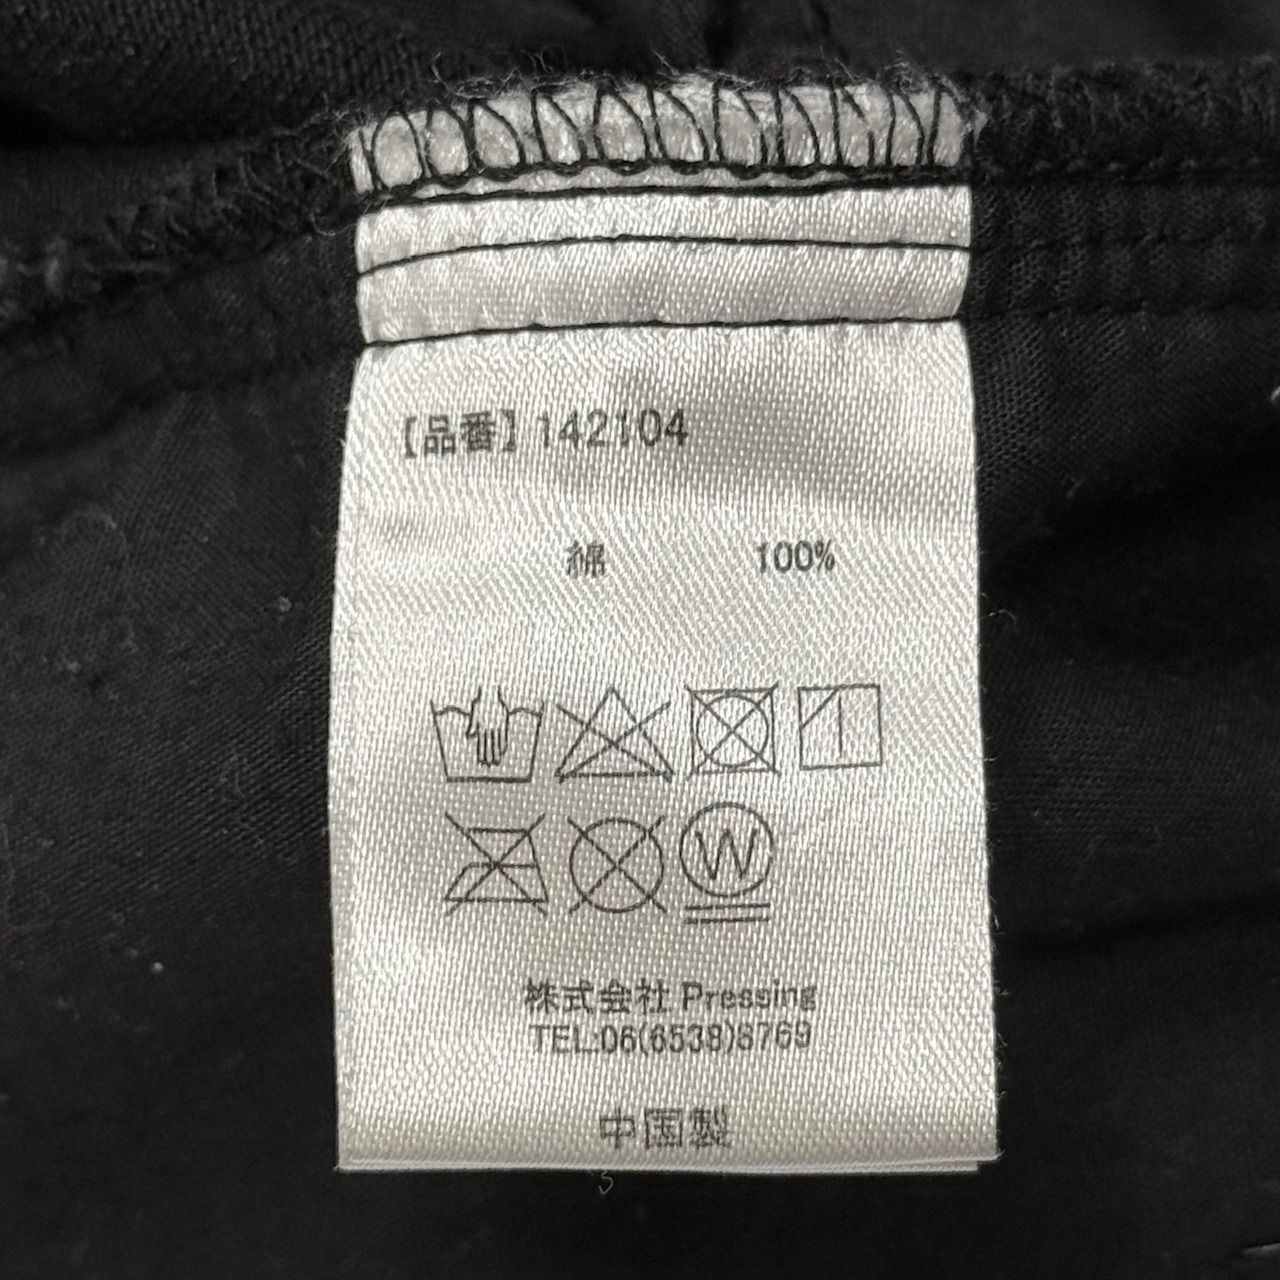 【品番】142104
綿 100%
W
株式会社 Pressing
TEL:06(6538)8769
中国製